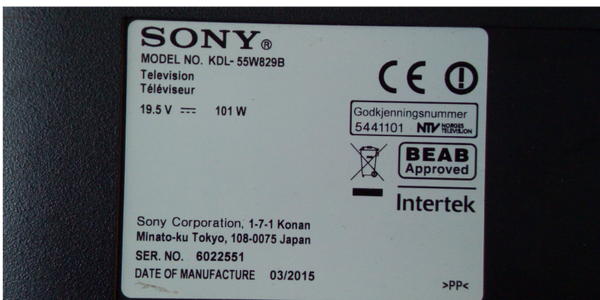 SONY®
MODEL NO. KDL-55W829B
Television
Téléviseur
19.5 V ⎓ 101 W
CE
Godkjenningsnummer
5441101 NTV NORGES TELEVISION
BEAB
Approved
Intertek
Sony Corporation, 1-7-1 Konan
Minato-ku Tokyo, 108-0075 Japan
SER. NO. 6022551
DATE OF MANUFACTURE 03/2015
>PP<